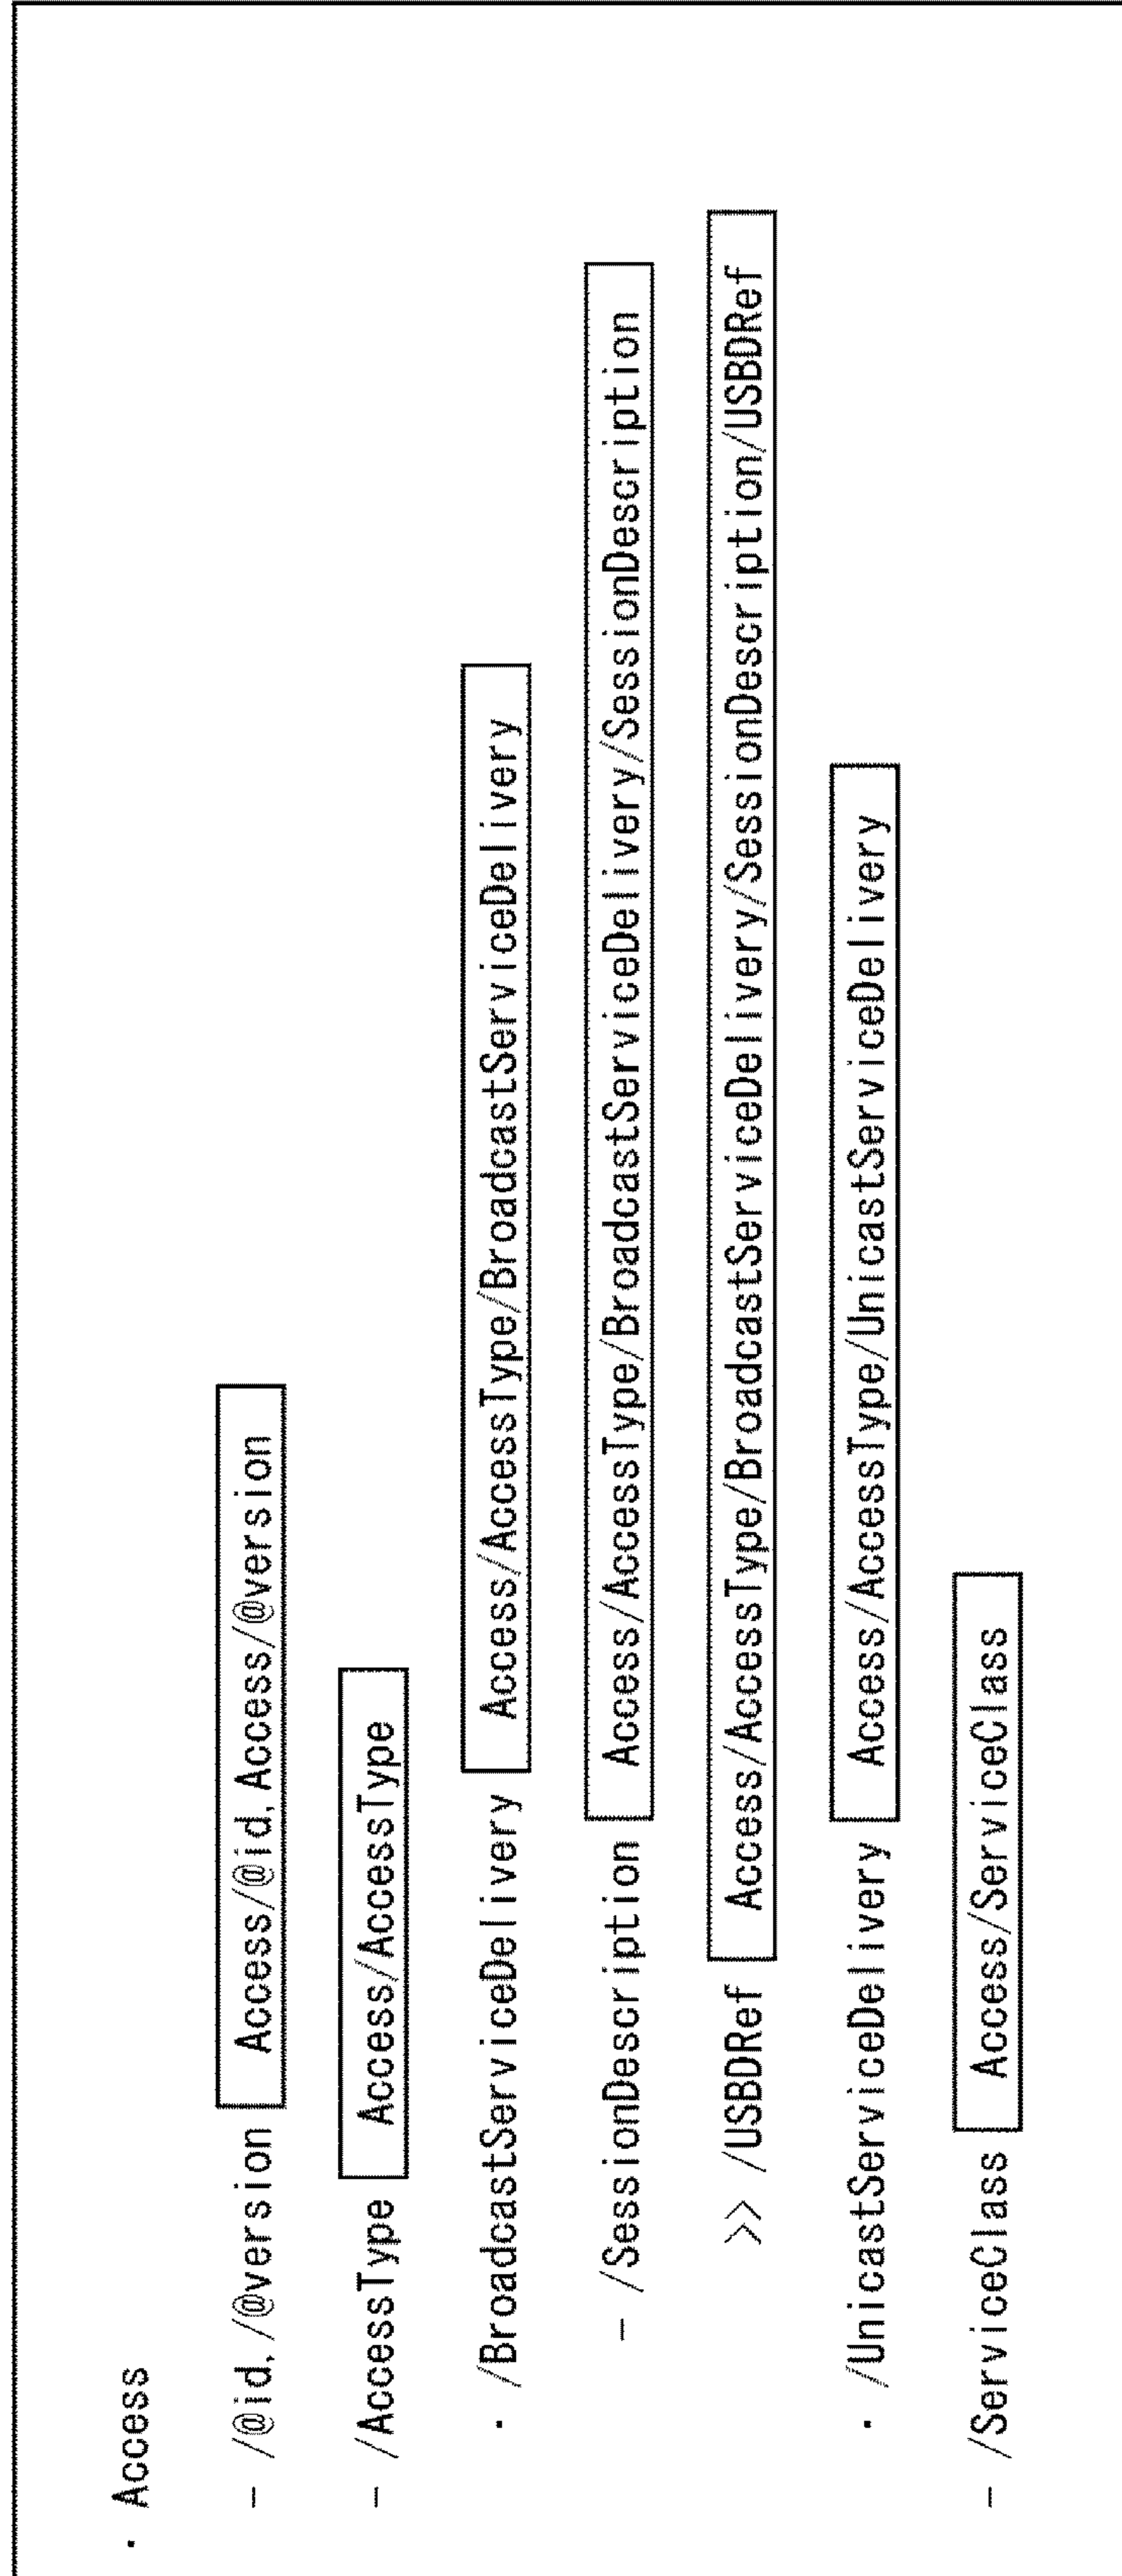 · Access
– /@id, /@version Access/@id, Access/@version
– /AccessType Access/AccessType
· /BroadcastServiceDelivery Access/AccessType/BroadcastServiceDelivery
– /SessionDescription Access/AccessType/BroadcastServiceDelivery/SessionDescription
>> /USBDRef Access/AccessType/BroadcastServiceDelivery/SessionDescription/USBDRef
· /UnicastServiceDelivery Access/AccessType/UnicastServiceDelivery
– /ServiceClass Access/ServiceClass